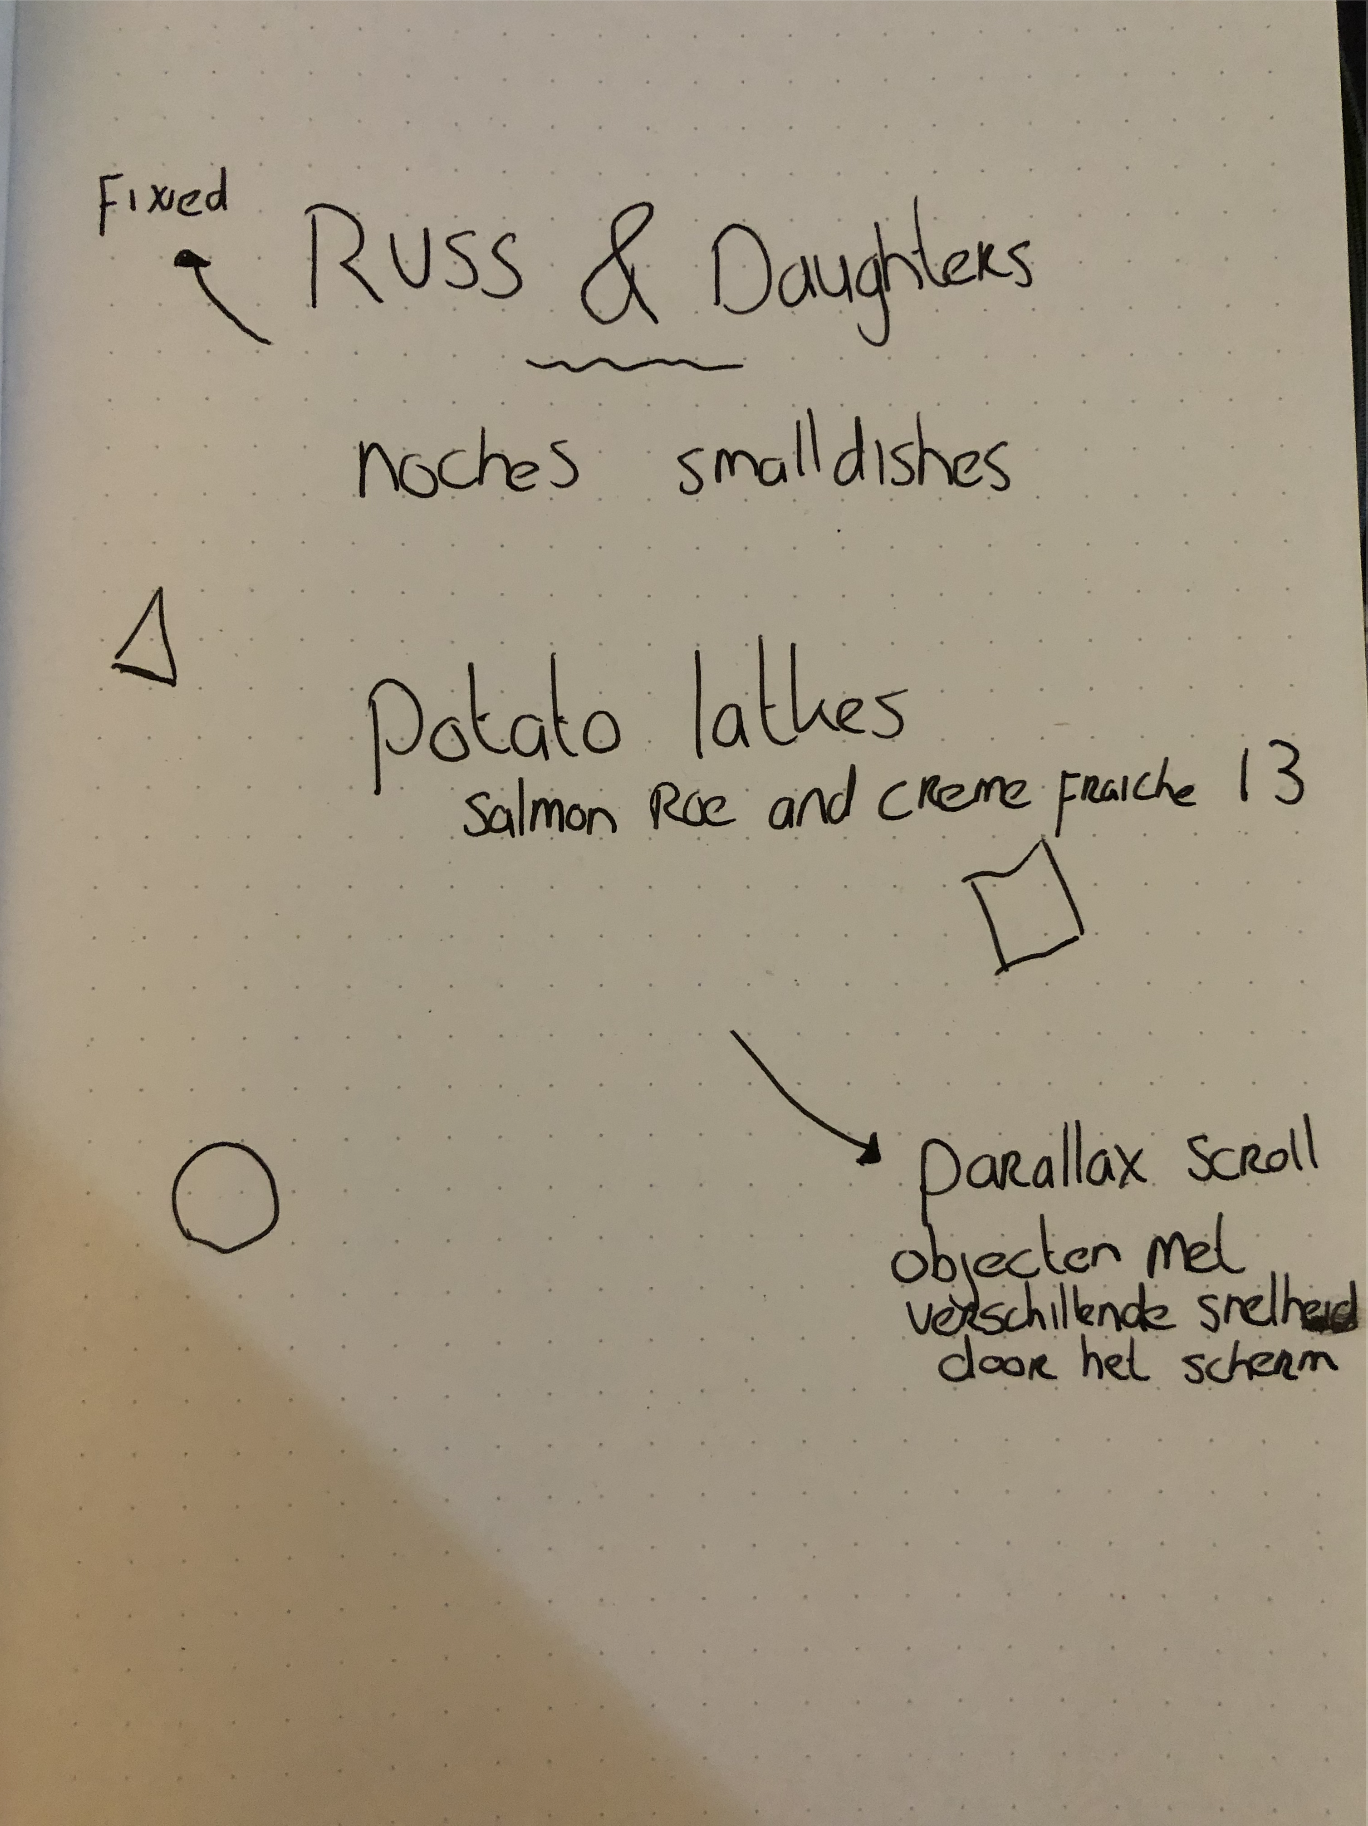 Fixed
Russ & Daughters
noches smalldishes
potato latkes
Salmon Roe and creme fraiche 13
parallax scroll
objecten met
verschillende snelheid
door het scherm